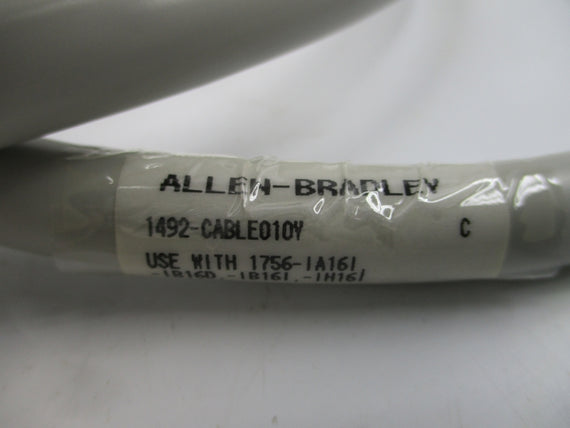 ALLEN-BRADLEY
1492-CABLE010Y C
USE WITH 1756-IA16I
-IB16D,-IB16I,-IH16I